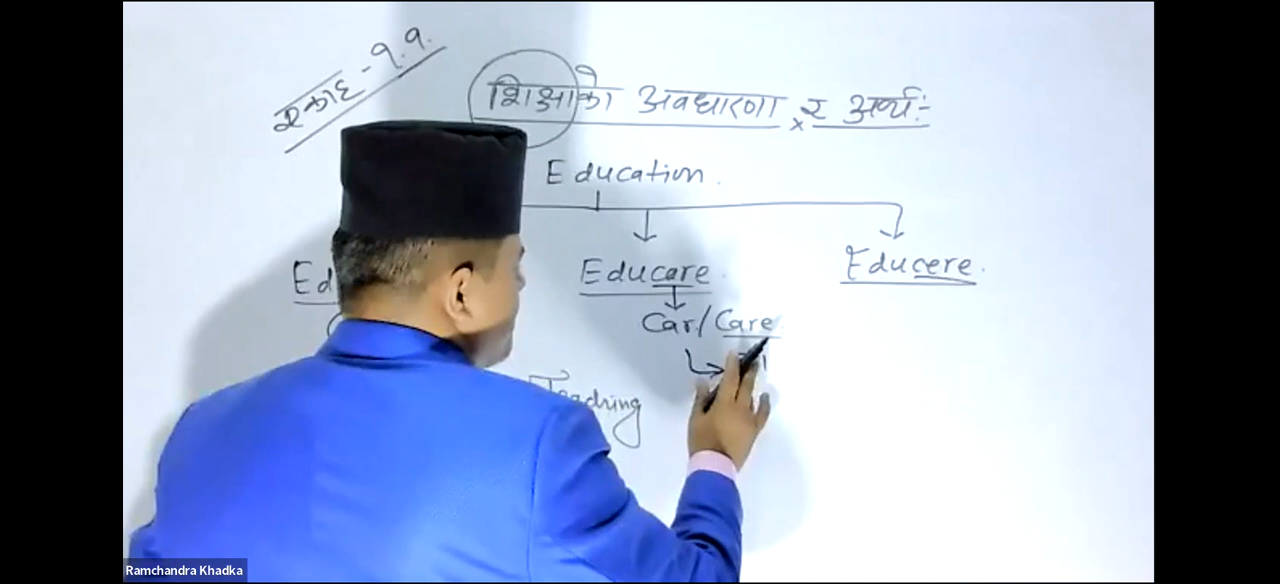 एकाइ - १.१.
शिक्षाको अवधारणा र अर्थ:-
Education.
Educare Educere.
Car/Care
Teaching
Ramchandra Khadka